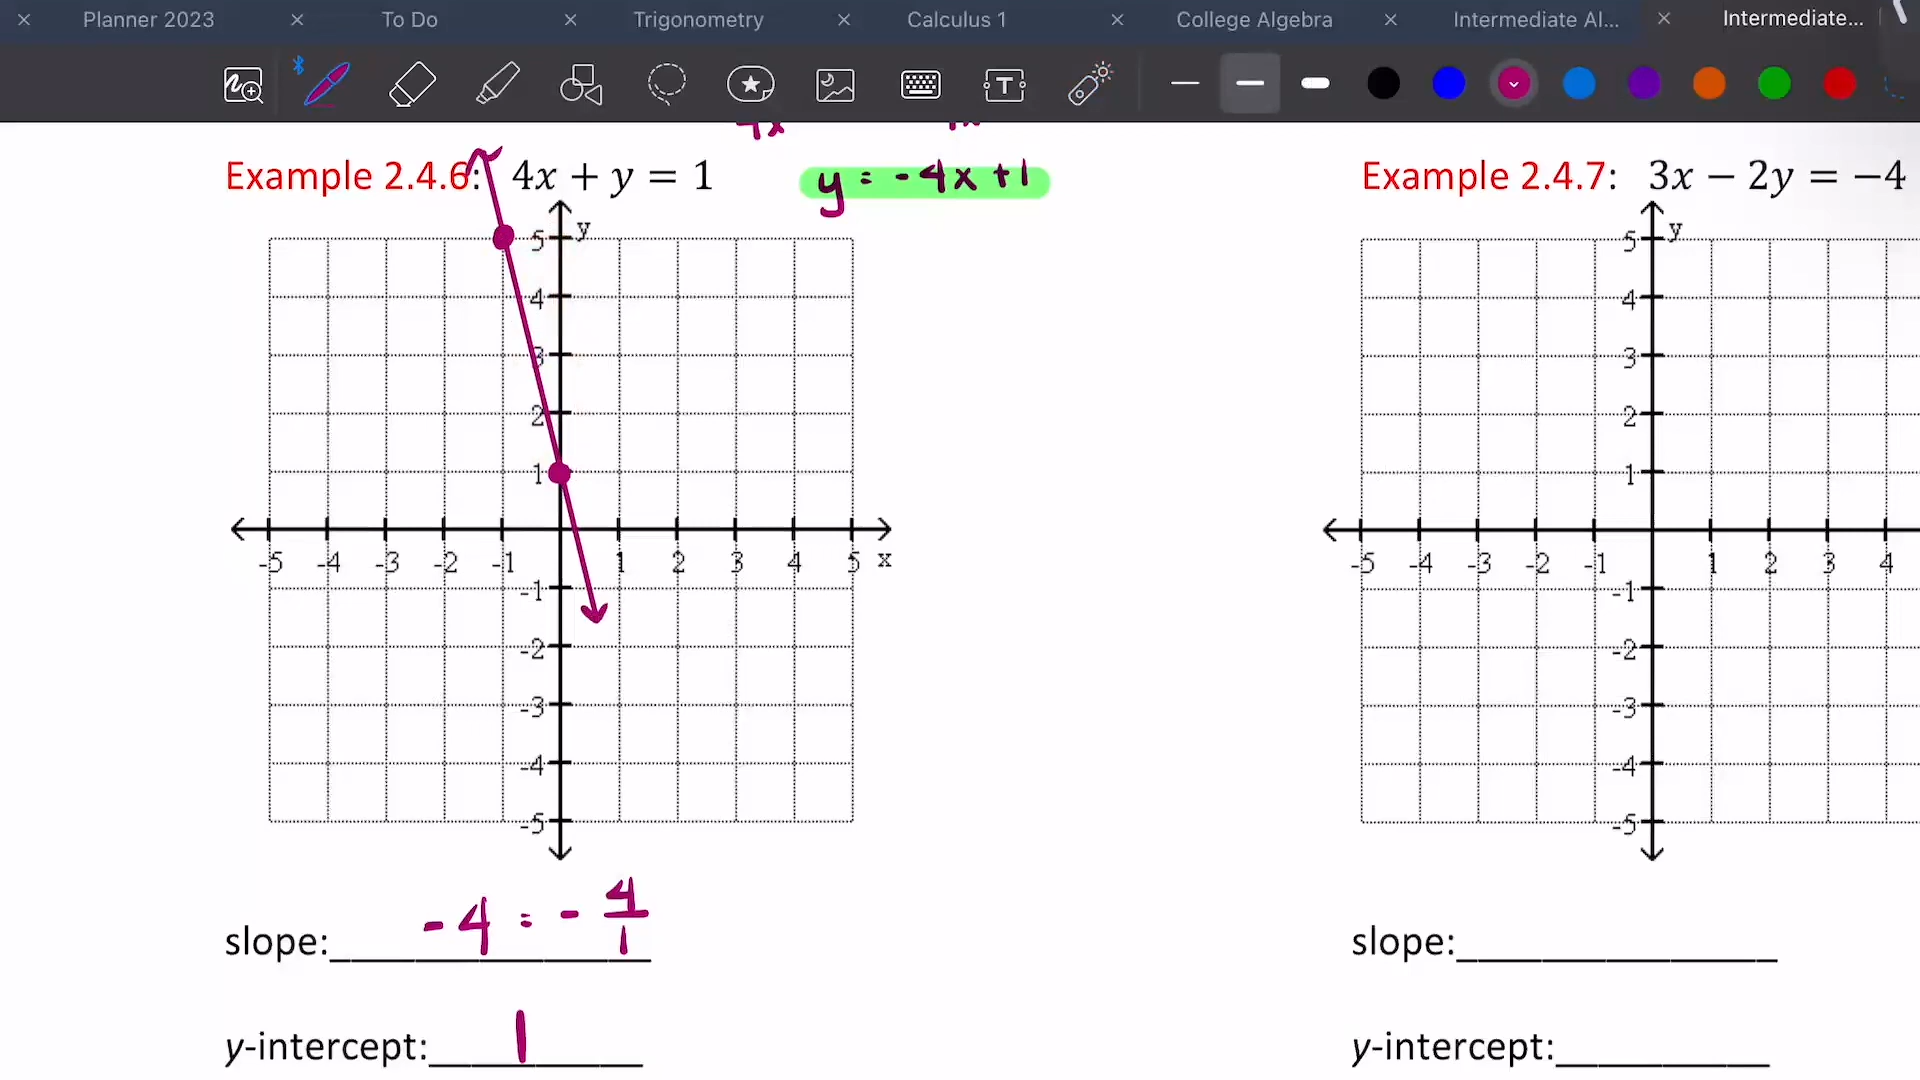 Planner 2023 To Do Trigonometry Calculus 1 College Algebra Intermediate Al... Intermediate...
4x 4x
Example 2.4.6: 4x + y = 1 y = -4x +1 Example 2.4.7: 3x − 2y = −4
y y
5 5
4 4
3 3
2 2
1 1
-5 -4 -3 -2 -1 1 2 3 4 5 x -5 -4 -3 -2 -1 1 2 3 4
-1 -1
-2 -2
-3 -3
-4 -4
-5 -5
slope: -4 = - 4/1 slope:
y-intercept: 1 y-intercept: